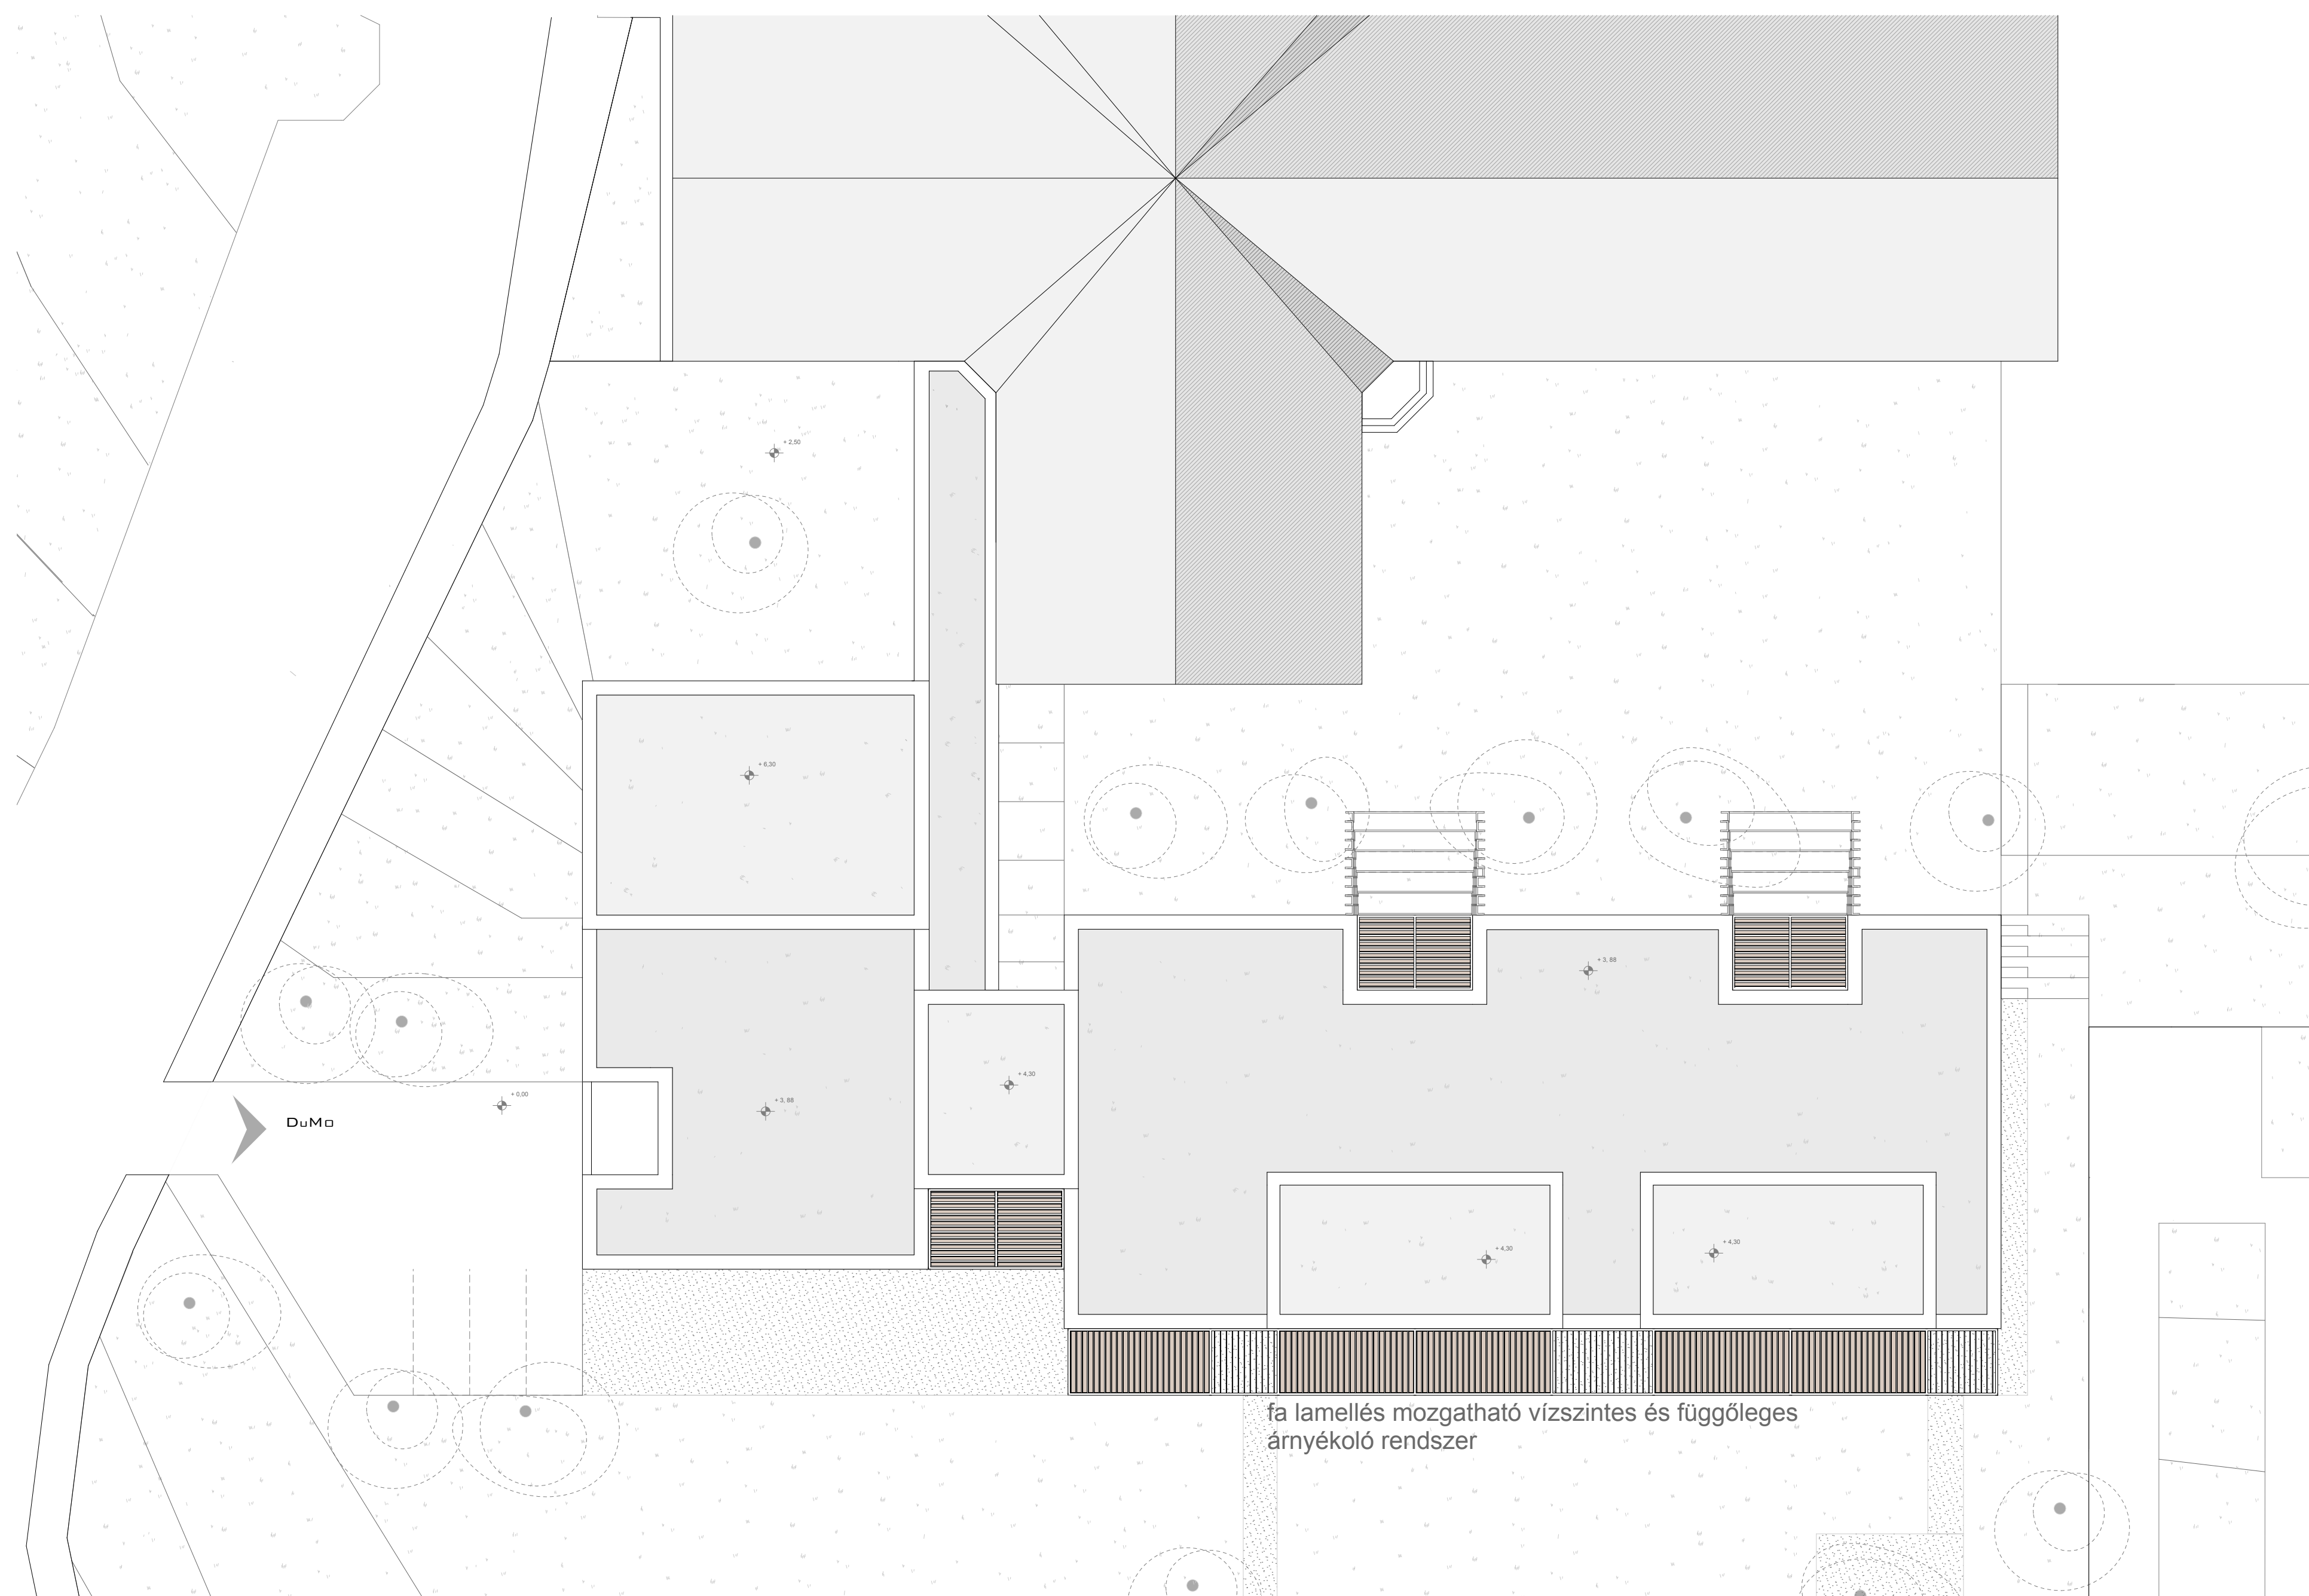 + 2,50
+ 6,30
+ 3, 88
+ 4,30
+ 3, 88
+ 0,00
DuMo
+ 4,30
+ 4,30
fa lamellés mozgatható vízszintes és függőleges
árnyékoló rendszer